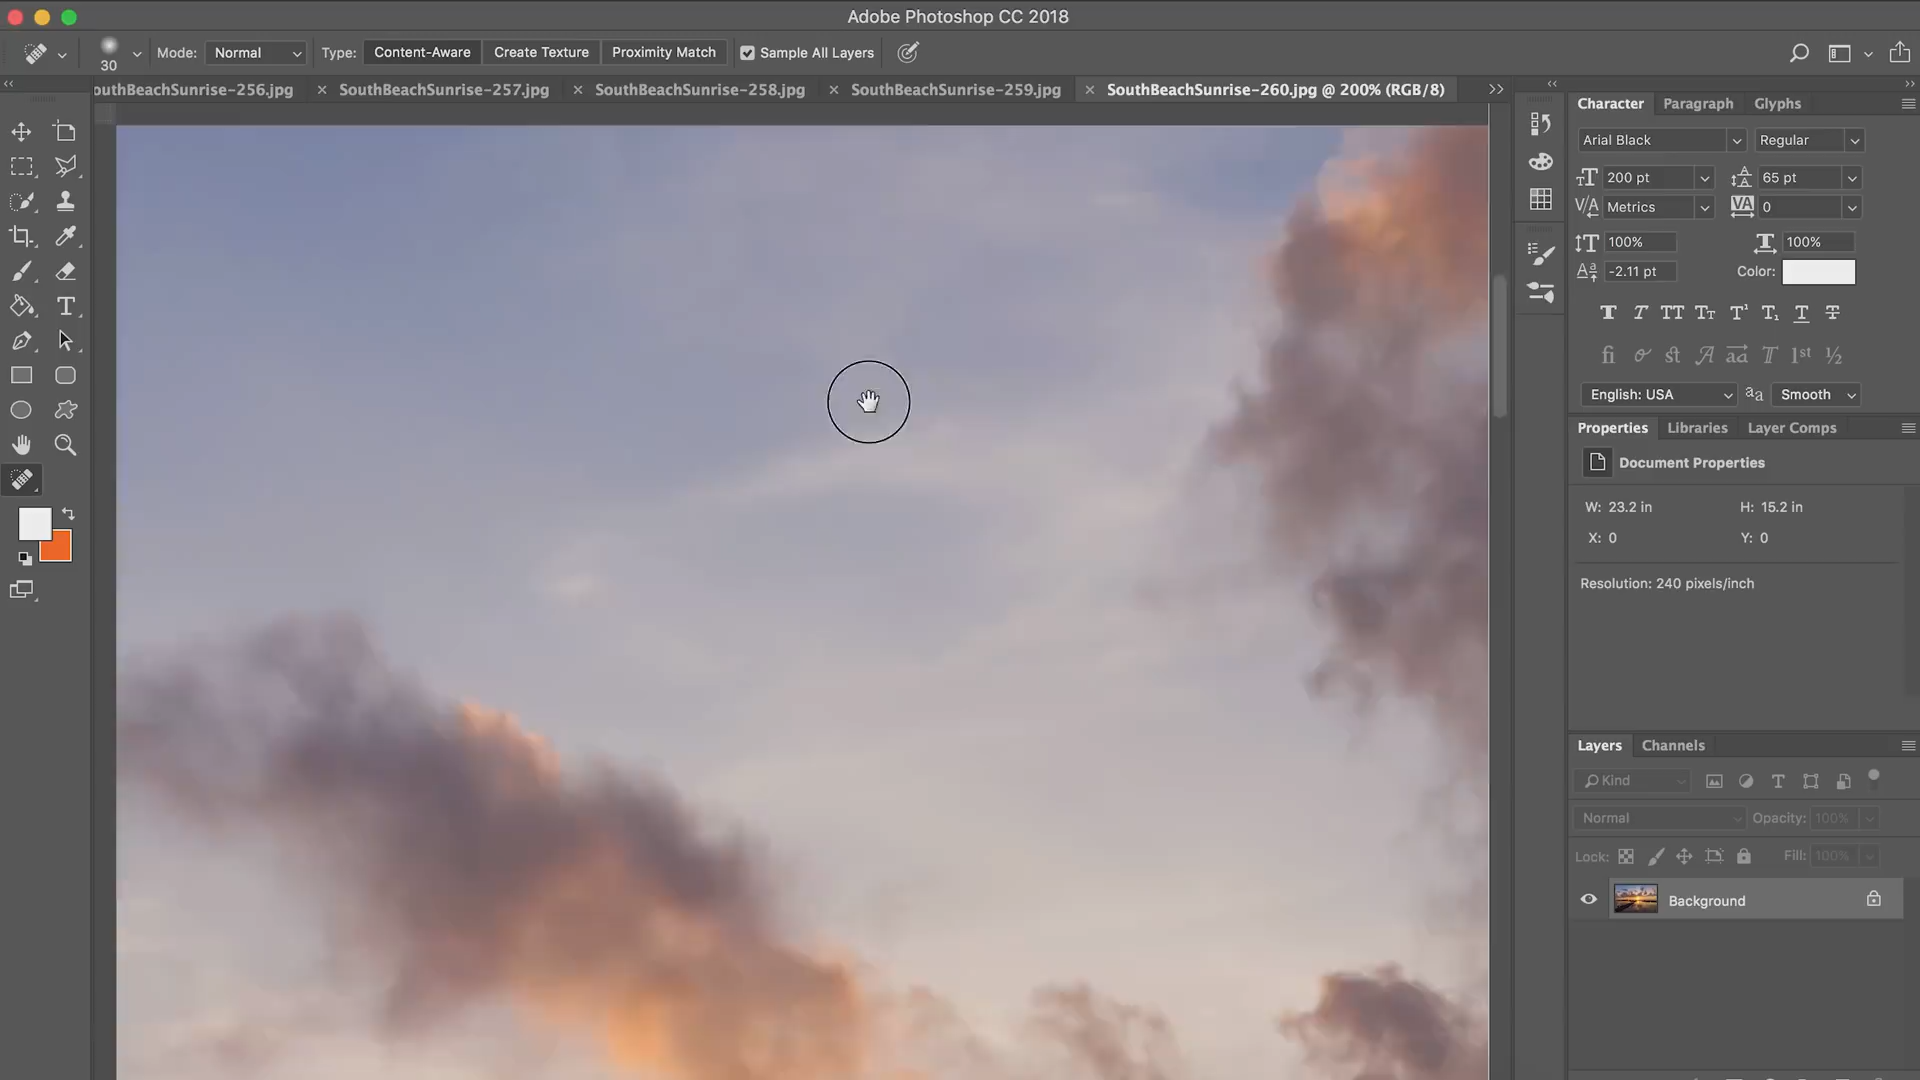 Adobe Photoshop CC 2018
30
Mode: Normal
Type: Content-Aware Create Texture Proximity Match
Sample All Layers
outhBeachSunrise-256.jpg
SouthBeachSunrise-257.jpg
SouthBeachSunrise-258.jpg
SouthBeachSunrise-259.jpg
SouthBeachSunrise-260.jpg @ 200% (RGB/8)
Character Paragraph Glyphs
Arial Black Regular
200 pt 65 pt
Metrics 0
100% 100%
-2.11 pt Color:
English: USA Smooth
Properties Libraries Layer Comps
Document Properties
W: 23.2 in H: 15.2 in
X: 0 Y: 0
Resolution: 240 pixels/inch
Layers Channels
Kind
Normal Opacity: 100%
Lock: Fill: 100%
Background